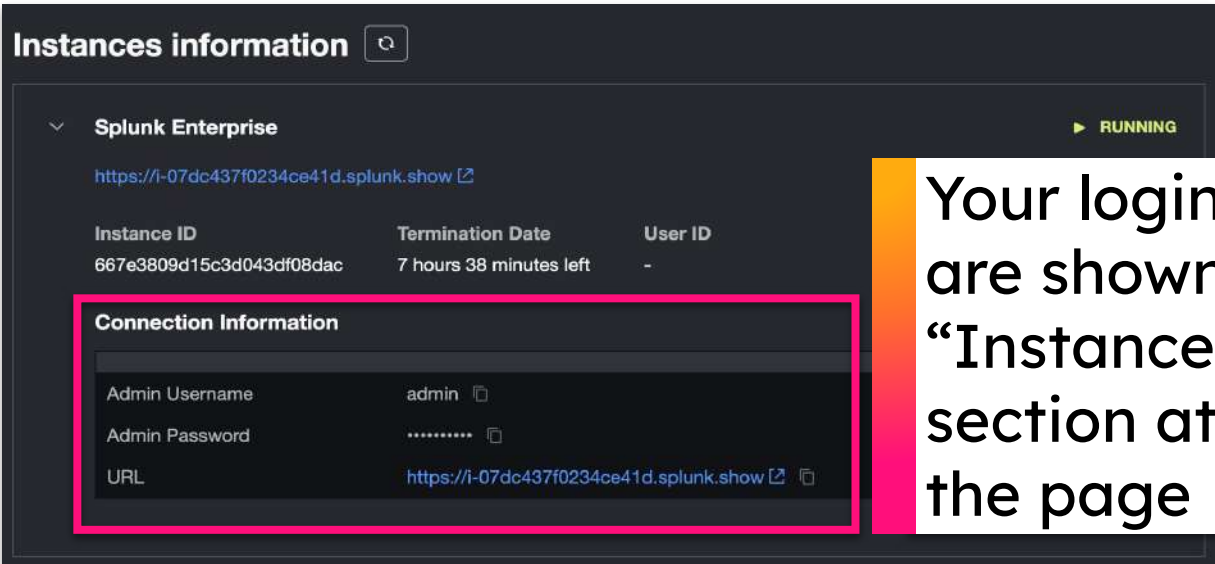 Instances information
Splunk Enterprise
RUNNING
https://i-07dc437f0234ce41d.splunk.show
Instance ID Termination Date User ID
667e3809d15c3d043df08dac 7 hours 38 minutes left -
Connection Information
Admin Username admin
Admin Password ••••••••••
URL https://i-07dc437f0234ce41d.splunk.show
Your login
are shown
“Instance
section at
the page